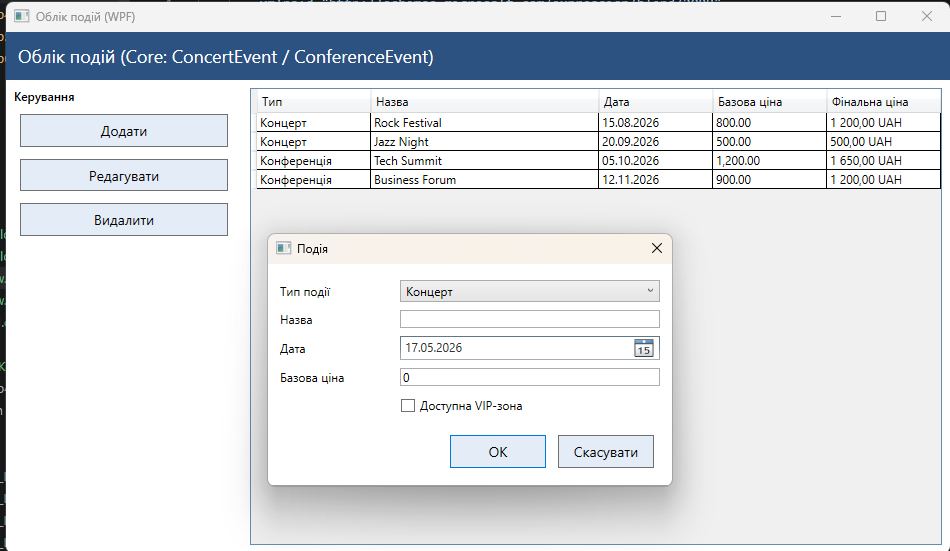 Облік подій (WPF)
Облік подій (Core: ConcertEvent / ConferenceEvent)
Керування
Додати
Редагувати
Видалити
Тип Назва Дата Базова ціна Фінальна ціна
Концерт Rock Festival 15.08.2026 800.00 1 200,00 UAH
Концерт Jazz Night 20.09.2026 500.00 500,00 UAH
Конференція Tech Summit 05.10.2026 1,200.00 1 650,00 UAH
Конференція Business Forum 12.11.2026 900.00 1 200,00 UAH
Подія
Тип події Концерт
Назва
Дата 17.05.2026 15
Базова ціна 0
Доступна VIP-зона
ОК Скасувати